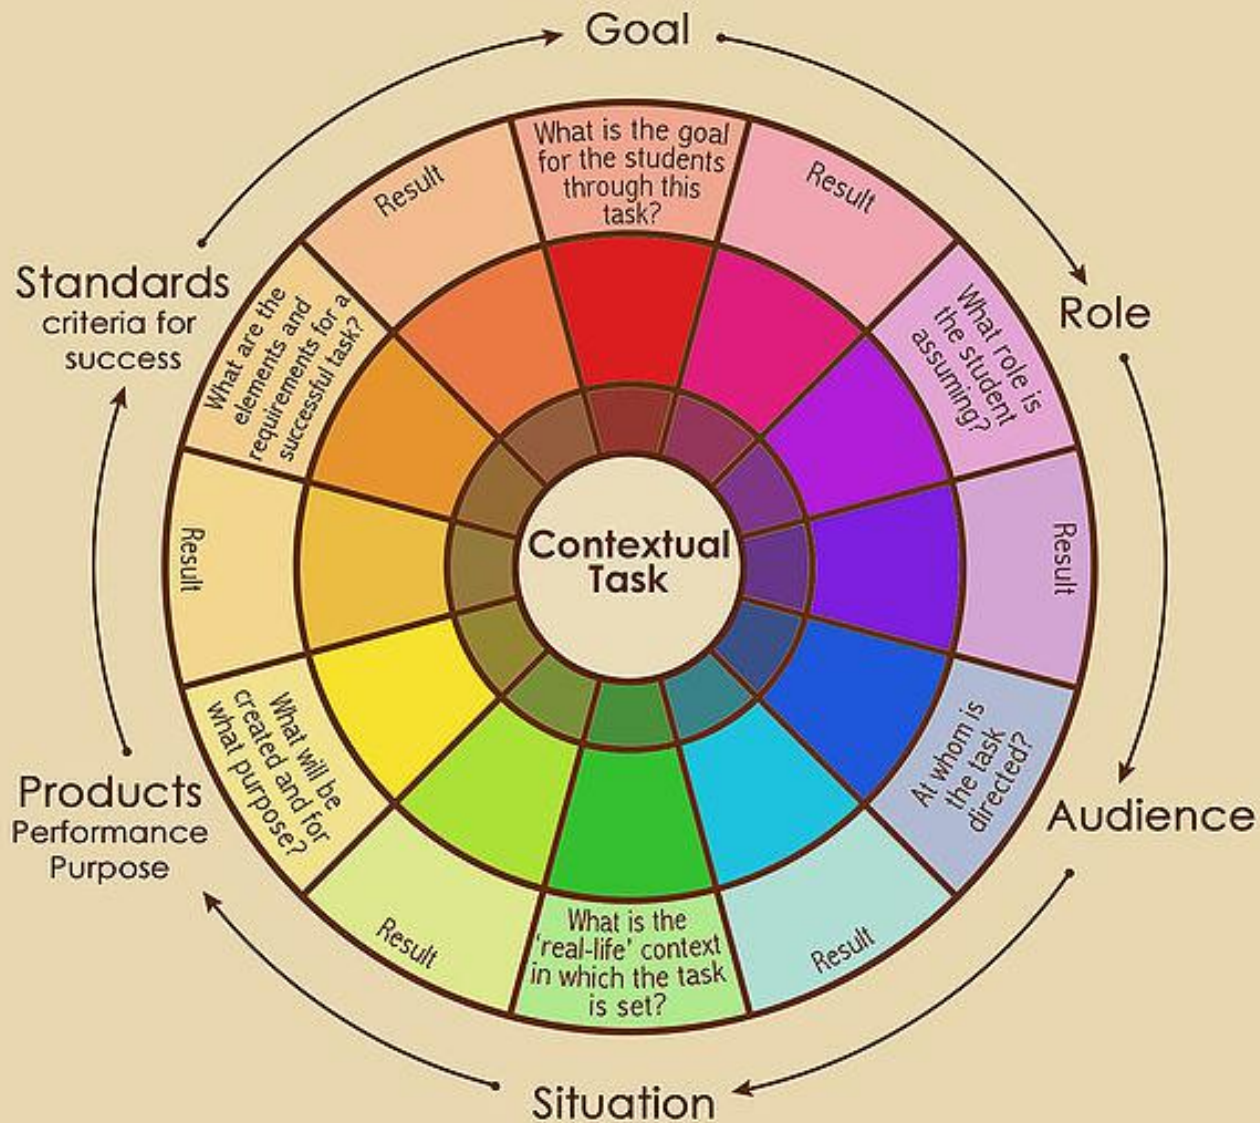 Goal
What is the goal
for the students
through this
task?
Result
Role
What role is
the student
assuming?
Result
Audience
At whom is
the task
directed?
Result
Situation
What is the
'real-life' context
in which the task
is set?
Result
Products
Performance
Purpose
What will be
created and for
what purpose?
Result
Standards
criteria for
success
What are the
elements and
requirements for a
successful task?
Result
Contextual
Task